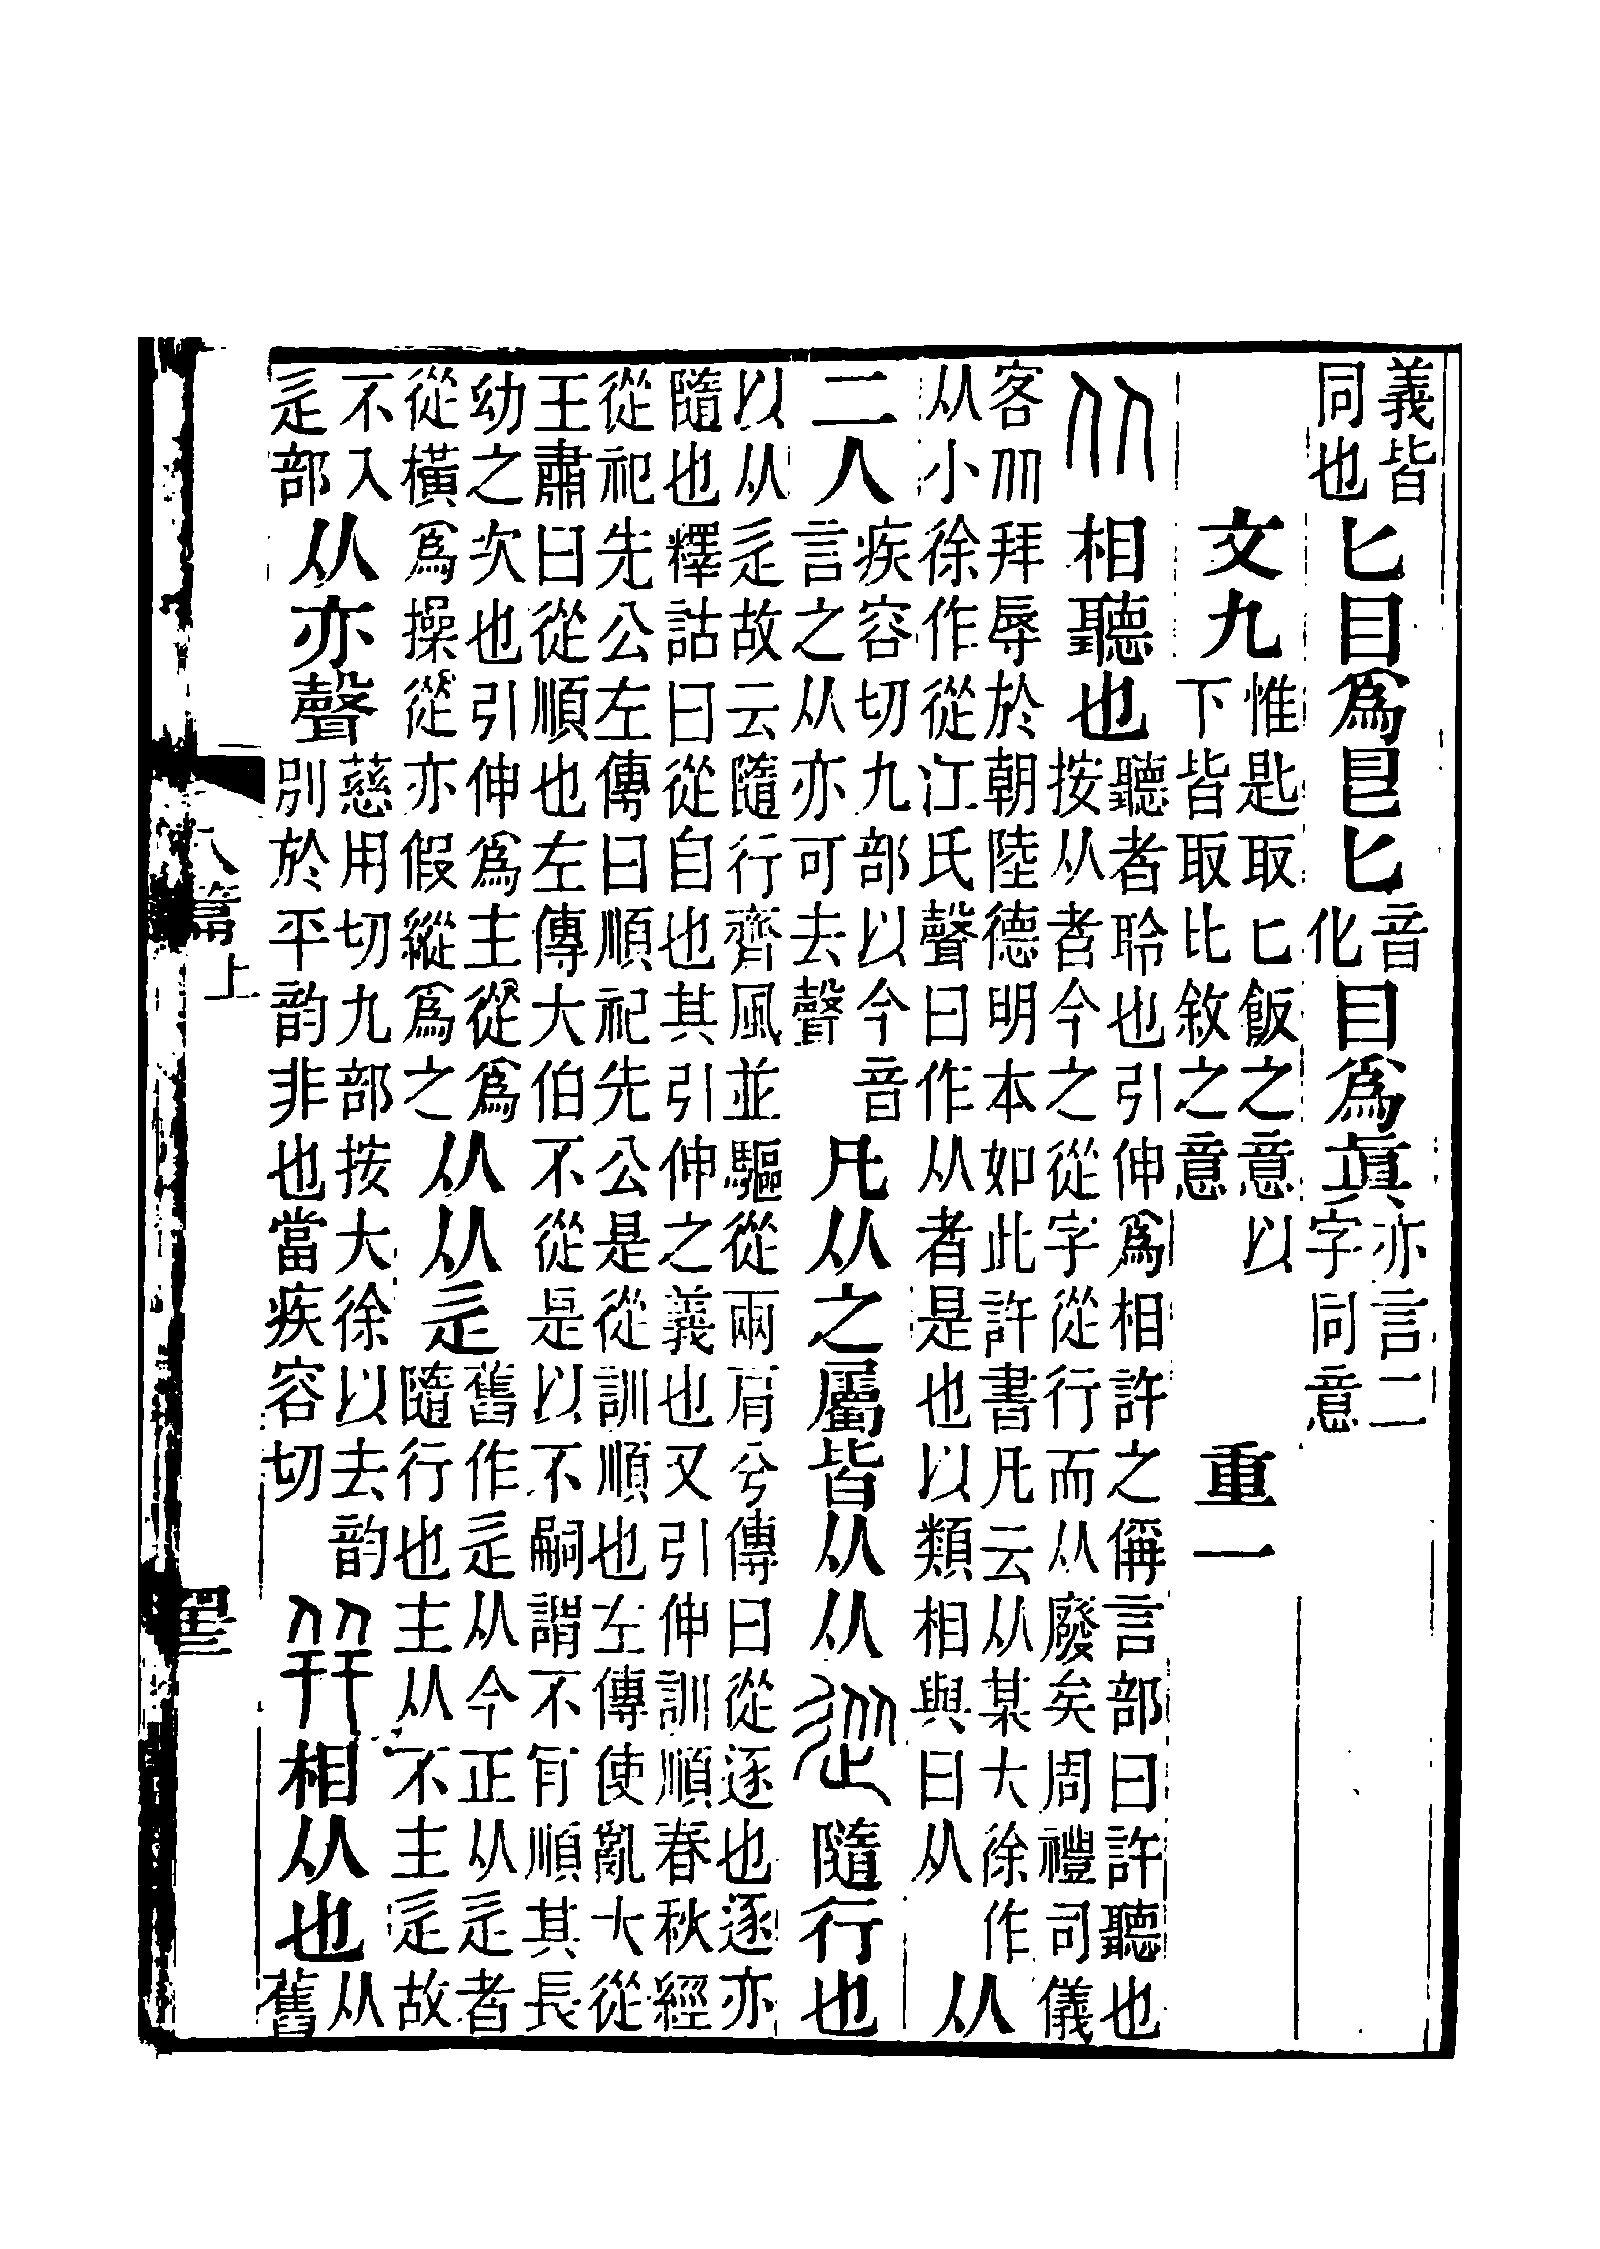 義皆同也匕目爲𥃩匕音化目爲眞亦言二字同意
文九惟匙取匕飯之意以下皆取比敘之意　重一
从相聽也聽者聆也引伸爲相許之偁言部曰許聽也按从者今之從字從行而从廢矣周禮司儀
客从拜辱於朝陸德明本如此許書凡云从某大徐作从小徐作從江氏聲曰作从者是也以類相與曰从　从
二人疾容切九部以今音言之从亦可去聲　凡从之屬皆从从　從隨行也
以从辵故云隨行齊風並驅從兩肩兮傳曰從逐也逐亦隨也釋詁曰從自也其引伸之義也又引伸訓順春秋經
從祀先公左傳曰順祀先公是從訓順也左傳使亂大從王肅曰從順也左傳大伯不從是以不嗣謂不肯順其長
幼之次也引伸爲主從爲從橫爲操從亦假縱爲之从从辵舊作辵从今正从辵者隨行也主从不主辵故
不入辵部从亦聲慈用切九部按大徐以去韵別於平韵非也當疾容切　幷相从也从舊
八篇上